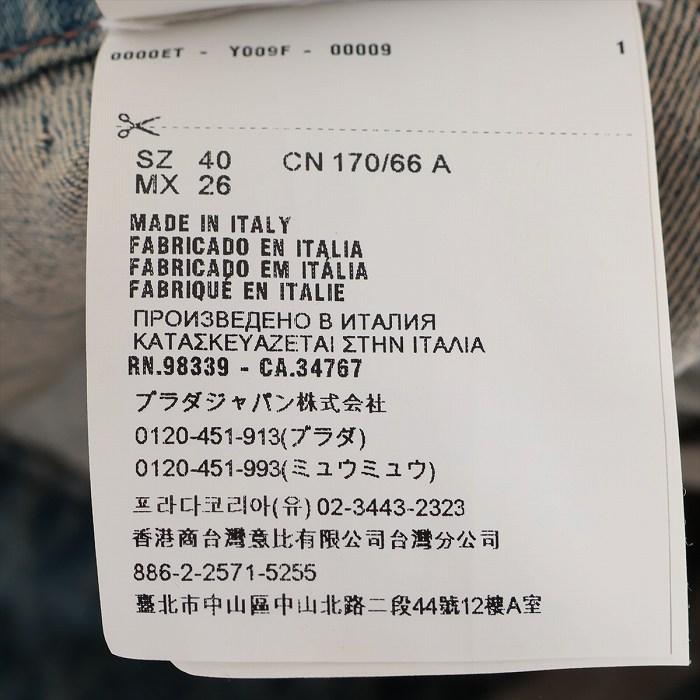 0000ET - Y009F - 00009 1
SZ 40 CN 170/66 A
MX 26
MADE IN ITALY
FABRICADO EN ITALIA
FABRICADO EM ITÁLIA
FABRIQUÉ EN ITALIE
ПРОИЗВЕДЕНО В ИТАЛИЯ
ΚΑΤΑΣΚΕΥΑΖΕΤΑΙ ΣΤΗΝ ΙΤΑΛΙΑ
RN.98339 - CA.34767
プラダジャパン株式会社
0120-451-913(プラダ)
0120-451-993(ミュウミュウ)
프라다코리아(유) 02-3443-2323
香港商台灣意比有限公司台灣分公司
886-2-2571-5255
臺北市中山區中山北路二段44號12樓A室